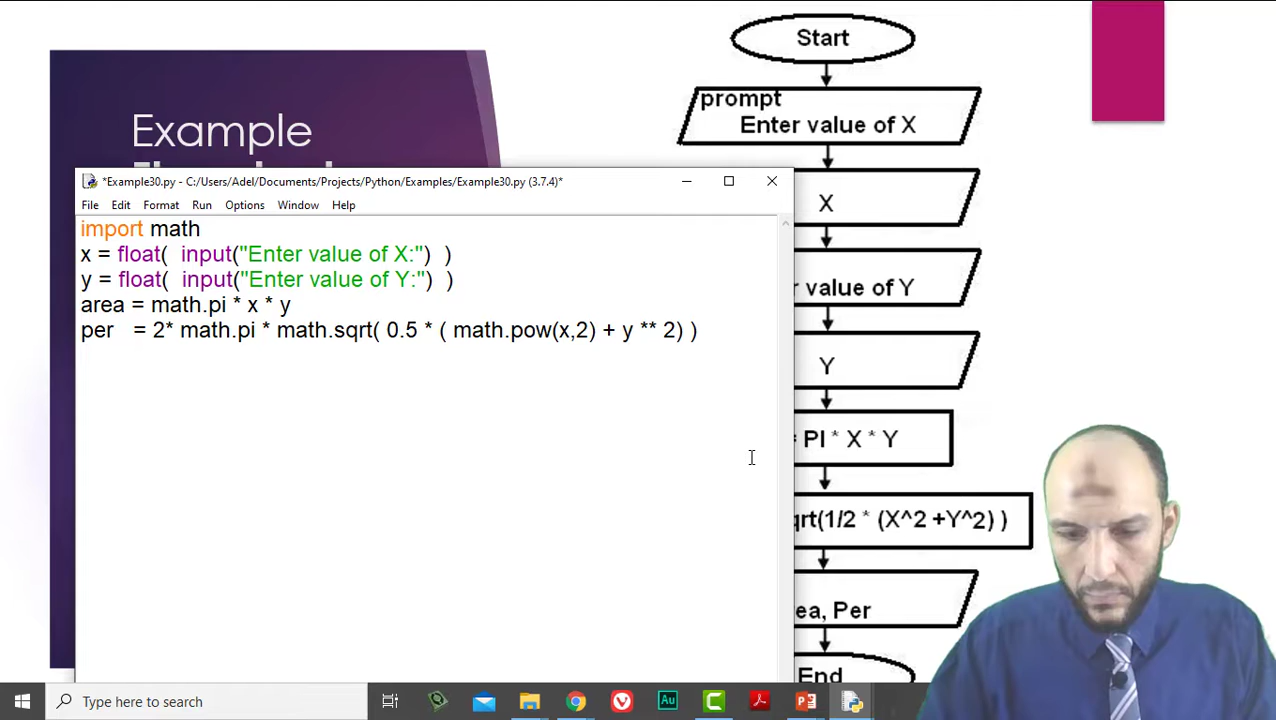 Example
Start
prompt
Enter value of X
X
value of Y
Y
= PI * X * Y
(1/2 * (X^2 +Y^2) )
Per
End
*Example30.py - C:/Users/Adel/Documents/Projects/Python/Examples/Example30.py (3.7.4)*
File Edit Format Run Options Window Help
import math
x = float(  input("Enter value of X:")  )
y = float(  input("Enter value of Y:")  )
area = math.pi * x * y
per   = 2* math.pi * math.sqrt( 0.5 * ( math.pow(x,2) + y ** 2) )
Type here to search
Au